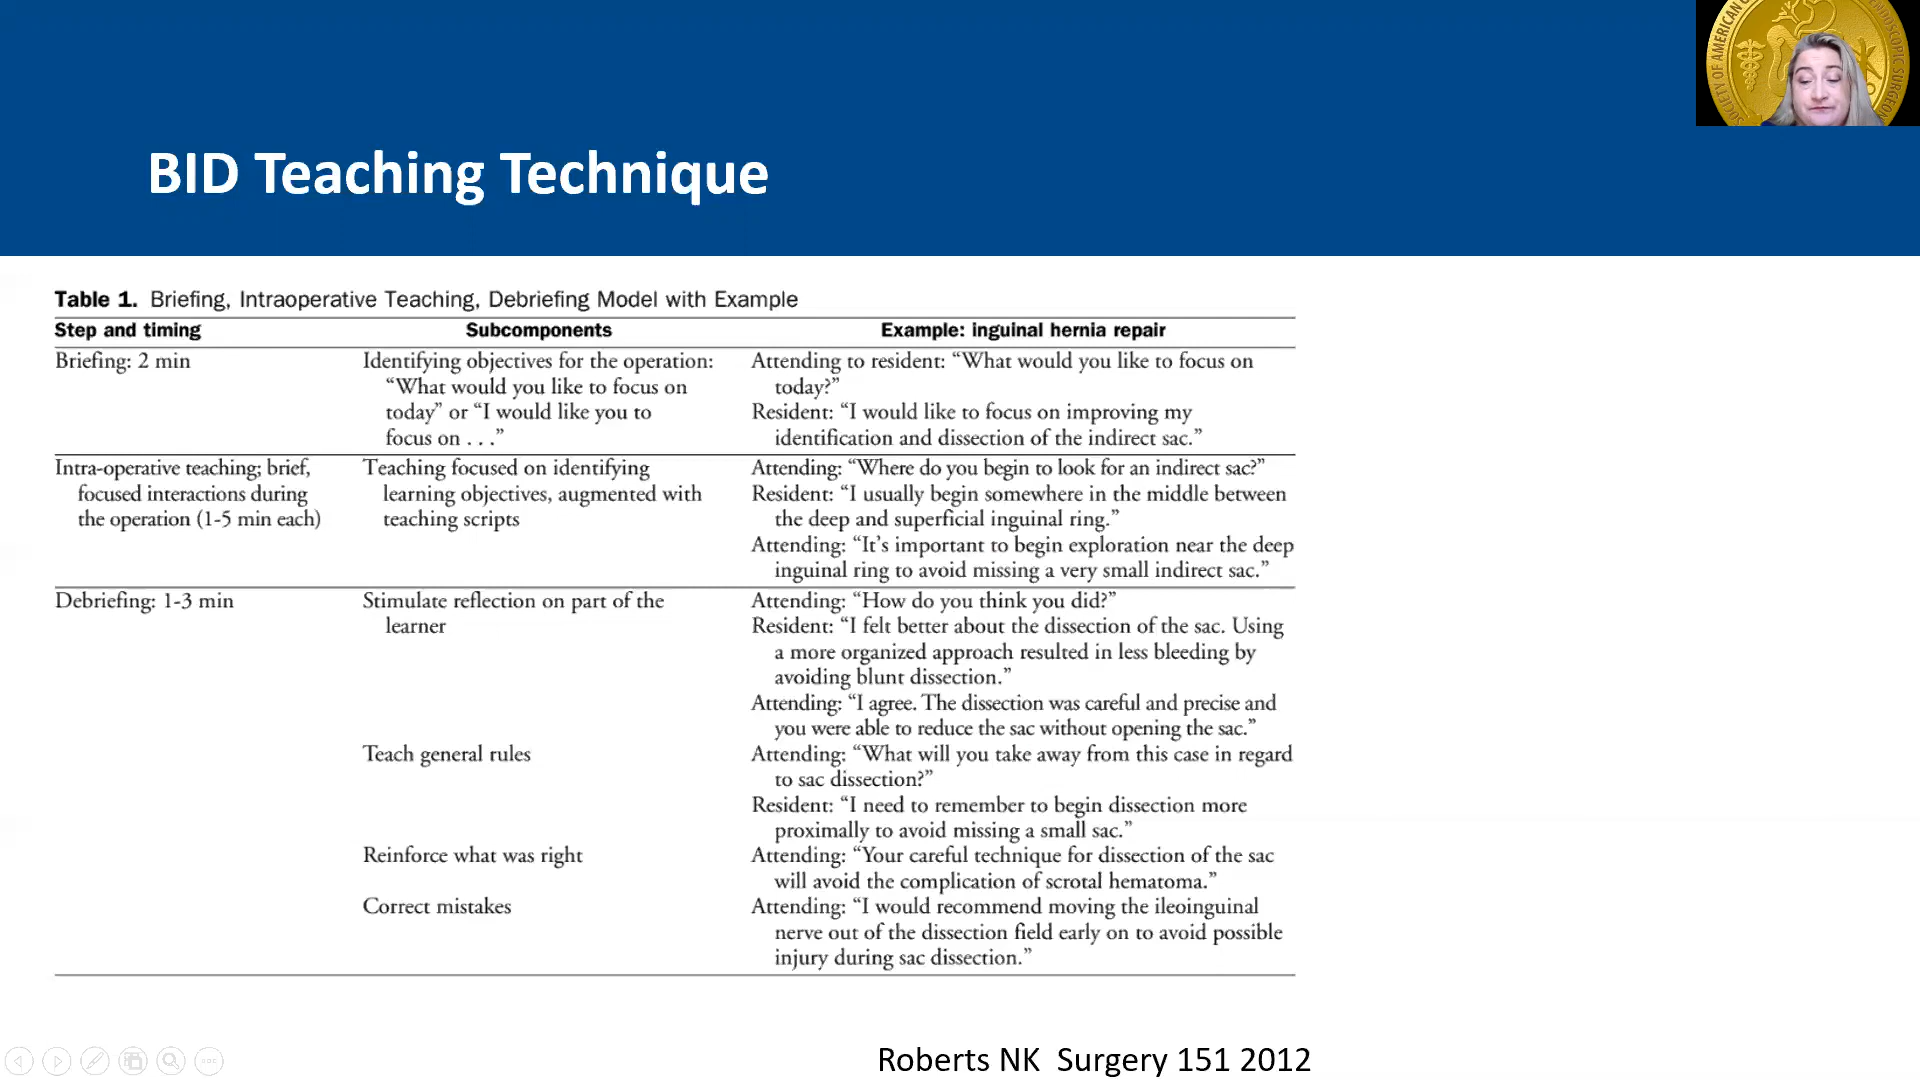 SOCIETY OF AMERICAN G
ENDOSCOPIC SURGEON
BID Teaching Technique
Table 1. Briefing, Intraoperative Teaching, Debriefing Model with Example
Step and timing Subcomponents Example: inguinal hernia repair
Briefing: 2 min Identifying objectives for the operation: Attending to resident: “What would you like to focus on
“What would you like to focus on today?”
today” or “I would like you to Resident: “I would like to focus on improving my
focus on . . .” identification and dissection of the indirect sac.”
Intra-operative teaching; brief, Teaching focused on identifying Attending: “Where do you begin to look for an indirect sac?”
focused interactions during learning objectives, augmented with Resident: “I usually begin somewhere in the middle between
the operation (1-5 min each) teaching scripts the deep and superficial inguinal ring.”
Attending: “It’s important to begin exploration near the deep
inguinal ring to avoid missing a very small indirect sac.”
Debriefing: 1-3 min Stimulate reflection on part of the Attending: “How do you think you did?”
learner Resident: “I felt better about the dissection of the sac. Using
a more organized approach resulted in less bleeding by
avoiding blunt dissection.”
Attending: “I agree. The dissection was careful and precise and
you were able to reduce the sac without opening the sac.”
Teach general rules Attending: “What will you take away from this case in regard
to sac dissection?”
Resident: “I need to remember to begin dissection more
proximally to avoid missing a small sac.”
Reinforce what was right Attending: “Your careful technique for dissection of the sac
will avoid the complication of scrotal hematoma.”
Correct mistakes Attending: “I would recommend moving the ileoinguinal
nerve out of the dissection field early on to avoid possible
injury during sac dissection.”
Roberts NK Surgery 151 2012